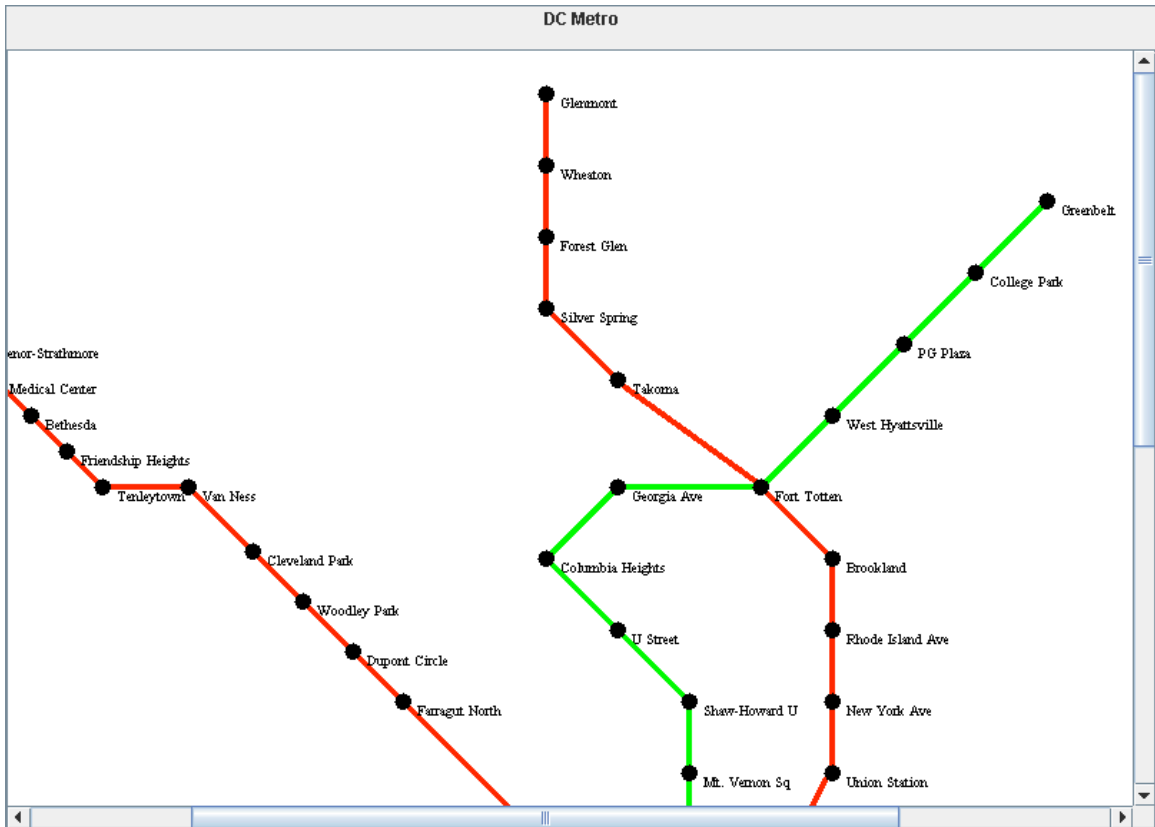 DC Metro
Glenmont
Wheaton
Greenbelt
Forest Glen
College Park
Silver Spring
enor-Strathmore
PG Plaza
Medical Center
Takoma
Bethesda
West Hyattsville
Friendship Heights
Tenleytown
Van Ness
Georgia Ave
Fort Totten
Cleveland Park
Columbia Heights
Brookland
Woodley Park
U Street
Rhode Island Ave
Dupont Circle
Farragut North
Shaw-Howard U
New York Ave
Mt. Vernon Sq
Union Station